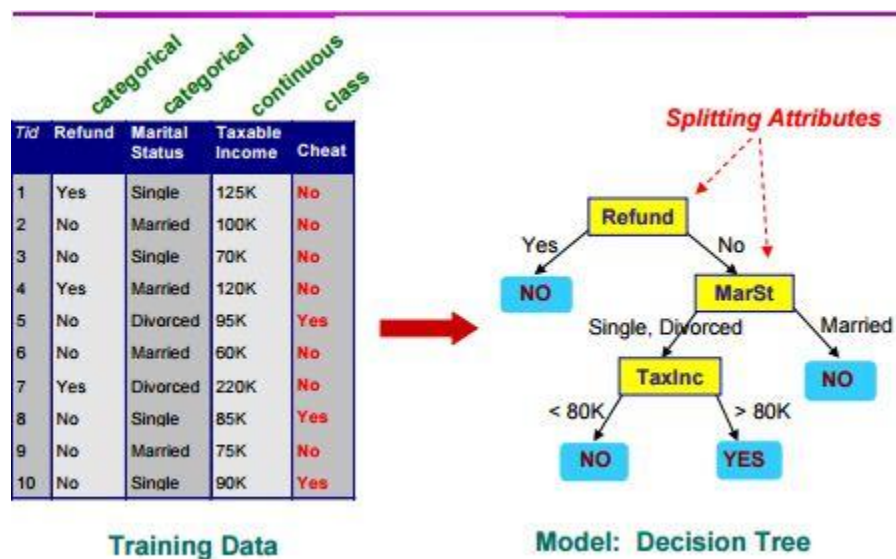 categorical
categorical
continuous
class
Tid Refund Marital Status Taxable Income Cheat
1 Yes Single 125K No
2 No Married 100K No
3 No Single 70K No
4 Yes Married 120K No
5 No Divorced 95K Yes
6 No Married 60K No
7 Yes Divorced 220K No
8 No Single 85K Yes
9 No Married 75K No
10 No Single 90K Yes
Training Data
Splitting Attributes
Refund
Yes No
NO MarSt
Single, Divorced Married
TaxInc NO
< 80K > 80K
NO YES
Model: Decision Tree